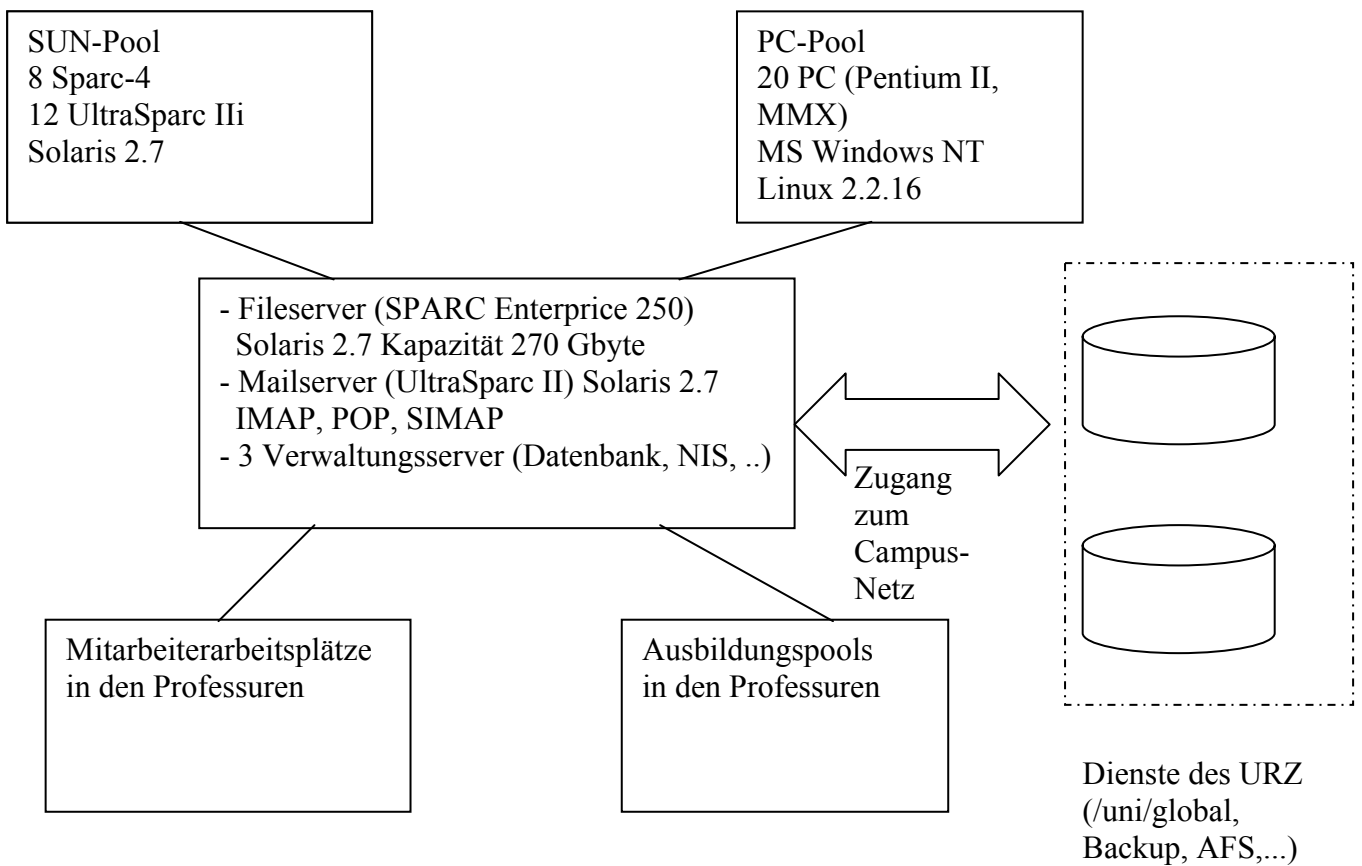 SUN-Pool
8 Sparc-4
12 UltraSparc IIi
Solaris 2.7
PC-Pool
20 PC (Pentium II,
MMX)
MS Windows NT
Linux 2.2.16
- Fileserver (SPARC Enterprice 250)
Solaris 2.7 Kapazität 270 Gbyte
- Mailserver (UltraSparc II) Solaris 2.7
IMAP, POP, SIMAP
- 3 Verwaltungsserver (Datenbank, NIS, ..)
Zugang
zum
Campus-
Netz
Mitarbeiterarbeitsplätze
in den Professuren
Ausbildungspools
in den Professuren
Dienste des URZ
(/uni/global,
Backup, AFS,...)